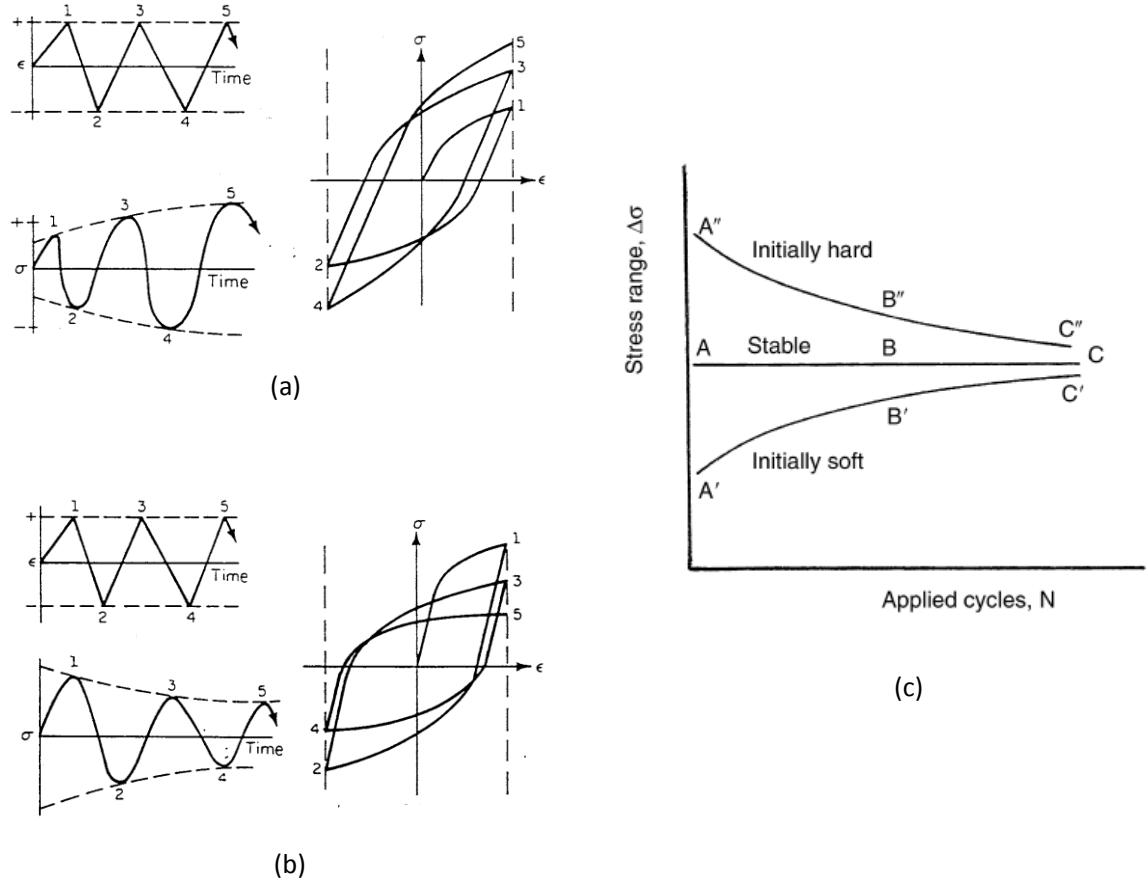 +
1
3
5
ϵ
Time
−
2
4
+
1
3
5
σ
Time
−
2
4
σ
5
3
1
ϵ
2
4
(a)
+
1
3
5
ϵ
Time
−
2
4
1
3
5
σ
Time
2
4
σ
1
3
5
ϵ
4
2
(b)
Stress range, Δσ
A″
Initially hard
B″
C″
A
Stable
B
C
C′
B′
Initially soft
A′
Applied cycles, N
(c)